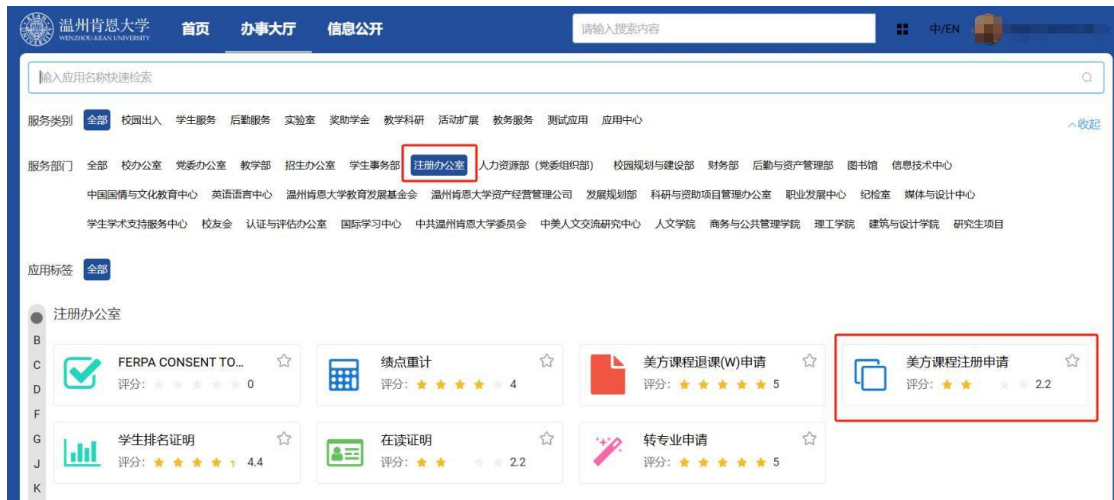 温州肯恩大学
WENZHOU-KEAN UNIVERSITY
首页 办事大厅 信息公开 请输入搜索内容 中/EN
输入应用名称快速检索
服务类别 全部 校园出入 学生服务 后勤服务 实验室 奖助学金 教学科研 活动扩展 教务服务 测试应用 应用中心 收起
服务部门 全部 校办公室 党委办公室 教学部 招生办公室 学生事务部 注册办公室 人力资源部（党委组织部） 校园规划与建设部 财务部 后勤与资产管理部 图书馆 信息技术中心
中国国情与文化教育中心 英语语言中心 温州肯恩大学教育发展基金会 温州肯恩大学资产经营管理公司 发展规划部 科研与资助项目管理办公室 职业发展中心 纪检室 媒体与设计中心
学生学术支持服务中心 校友会 认证与评估办公室 国际学习中心 中共温州肯恩大学委员会 中美人文交流研究中心 人文学院 商务与公共管理学院 理工学院 建筑与设计学院 研究生项目
应用标签 全部
注册办公室
B
C
D
F
G
J
K
FERPA CONSENT TO...
评分： 0
绩点重计
评分： 4
美方课程退课(W)申请
评分： 5
美方课程注册申请
评分： 2.2
学生排名证明
评分： 4.4
在读证明
评分： 2.2
转专业申请
评分： 5